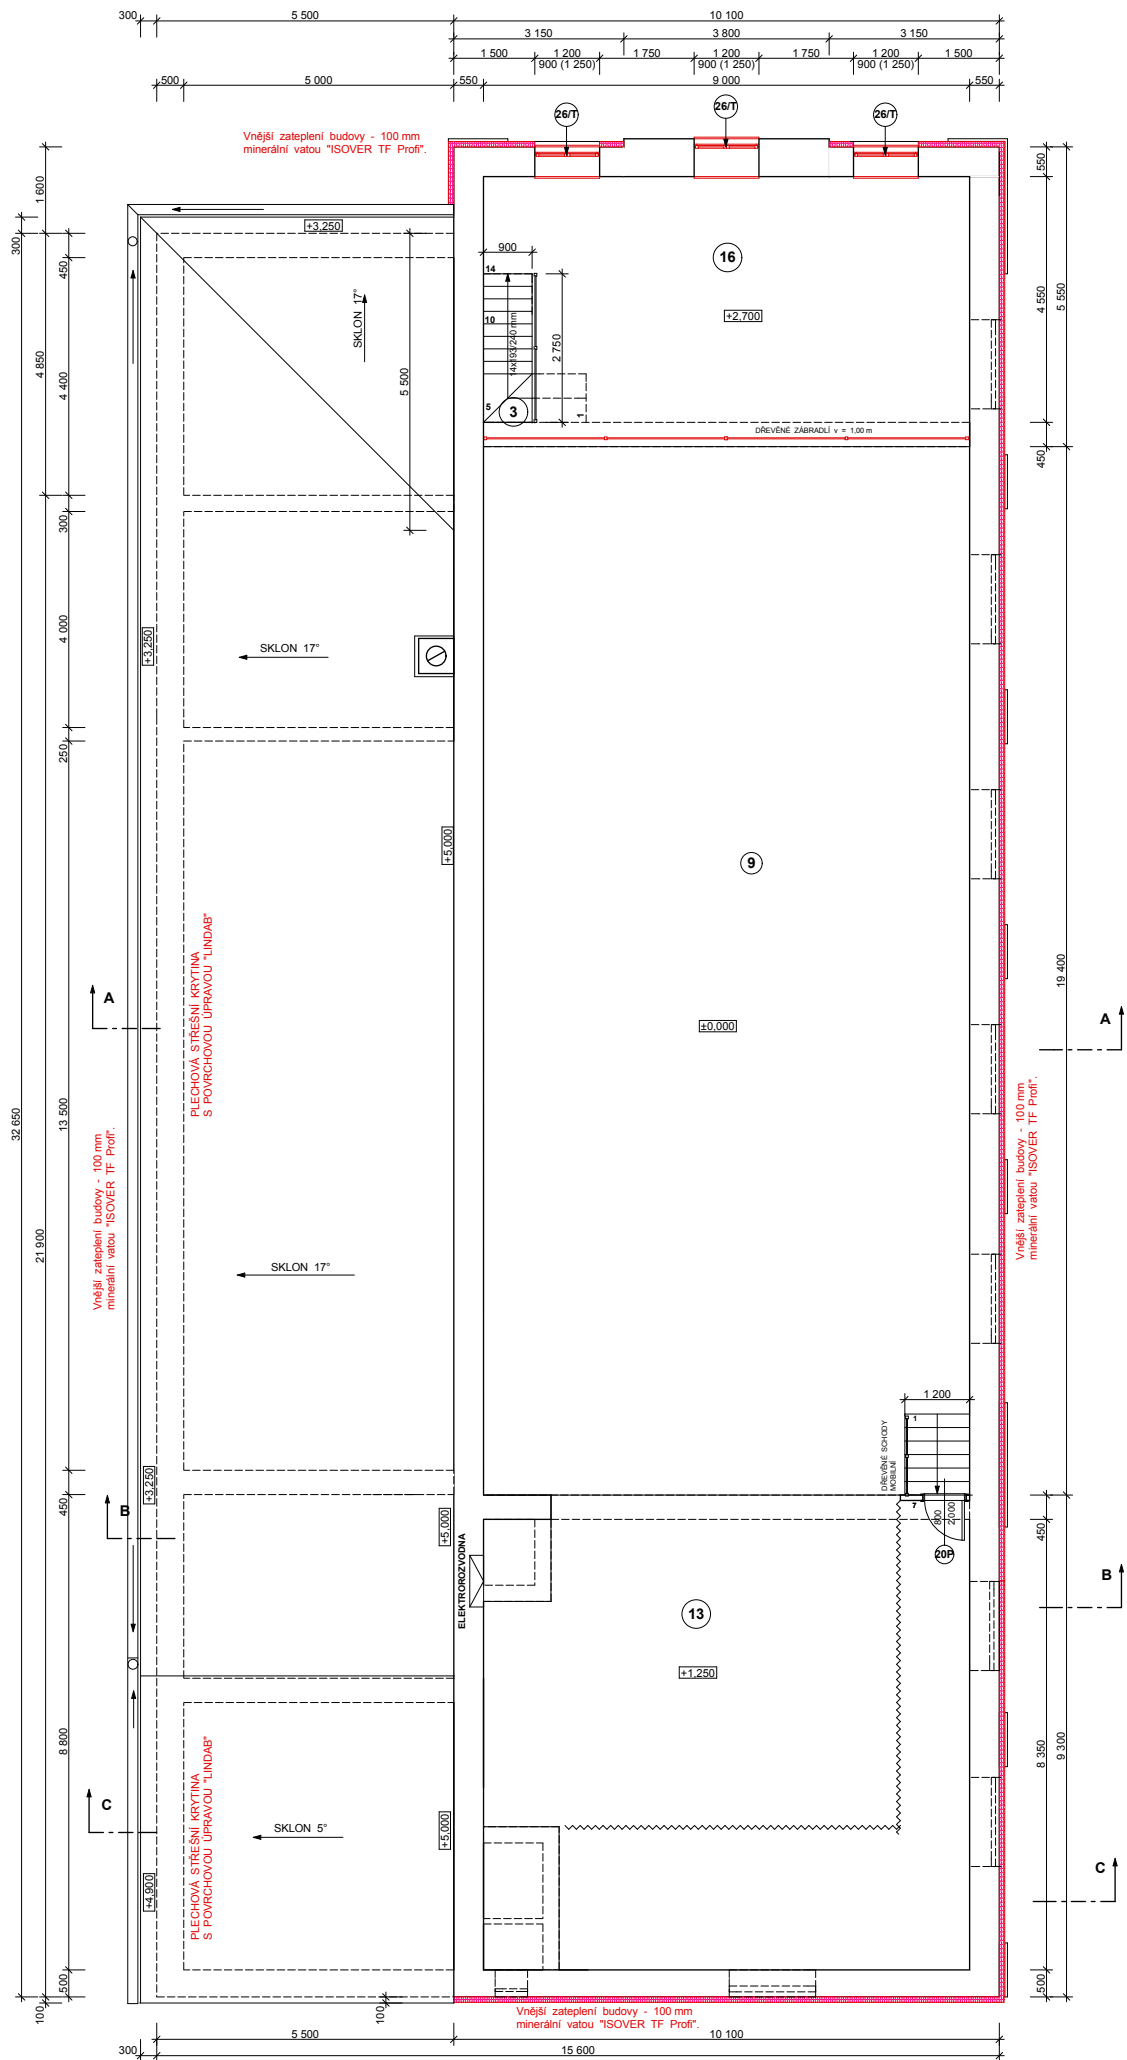 300
5 500
10 100
3 150
3 800
3 150
1 500
1 200
1 750
1 200
1 750
1 200
1 500
900 (1 250)
900 (1 250)
900 (1 250)
500
5 000
550
9 000
550
26/T
26/T
26/T
Vnější zateplení budovy - 100 mm
minerální vatou "ISOVER TF Profi".
1 600
550
300
+3,250
450
SKLON 17°
900
14
10
14x193/240 mm
5
3
1
2 750
16
+2,700
4 550
5 550
4 850
4 400
5 500
DŘEVĚNÉ ZÁBRADLÍ v = 1,00 m
450
300
4 000
+3,250
SKLON 17°
250
+5,000
9
PLECHOVÁ STŘEŠNÍ KRYTINA
S POVRCHOVOU ÚPRAVOU "LINDAB"
19 400
A
A
±0,000
32 650
13 500
Vnější zateplení budovy - 100 mm
minerální vatou "ISOVER TF Profi".
Vnější zateplení budovy - 100 mm
minerální vatou "ISOVER TF Profi".
21 900
SKLON 17°
1 200
1
DŘEVĚNÉ SCHODY
MOBILNÍ
7
800
2 000
20P
+3,250
450
B
+5,000
ELEKTROROZVODNA
450
B
13
+1,250
8 800
8 350
9 300
PLECHOVÁ STŘEŠNÍ KRYTINA
S POVRCHOVOU ÚPRAVOU "LINDAB"
C
SKLON 5°
+5,000
C
+4,900
500
500
100
100
Vnější zateplení budovy - 100 mm
minerální vatou "ISOVER TF Profi".
5 500
10 100
300
15 600